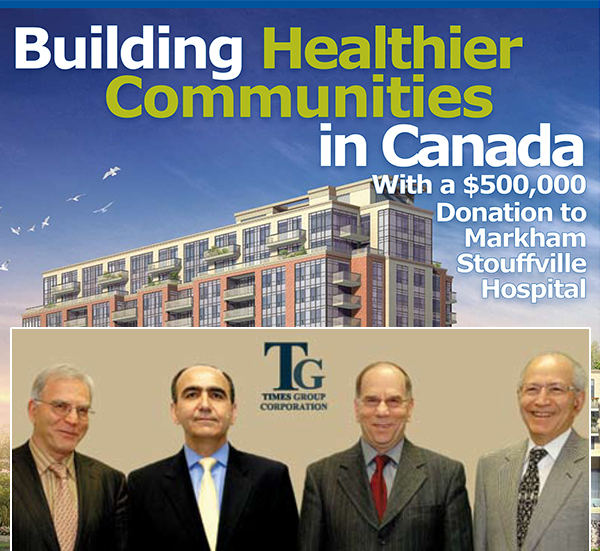 Building Healthier
Communities
in Canada
With a $500,000
Donation to
Markham
Stouffville
Hospital
TG
TIMES GROUP
CORPORATION